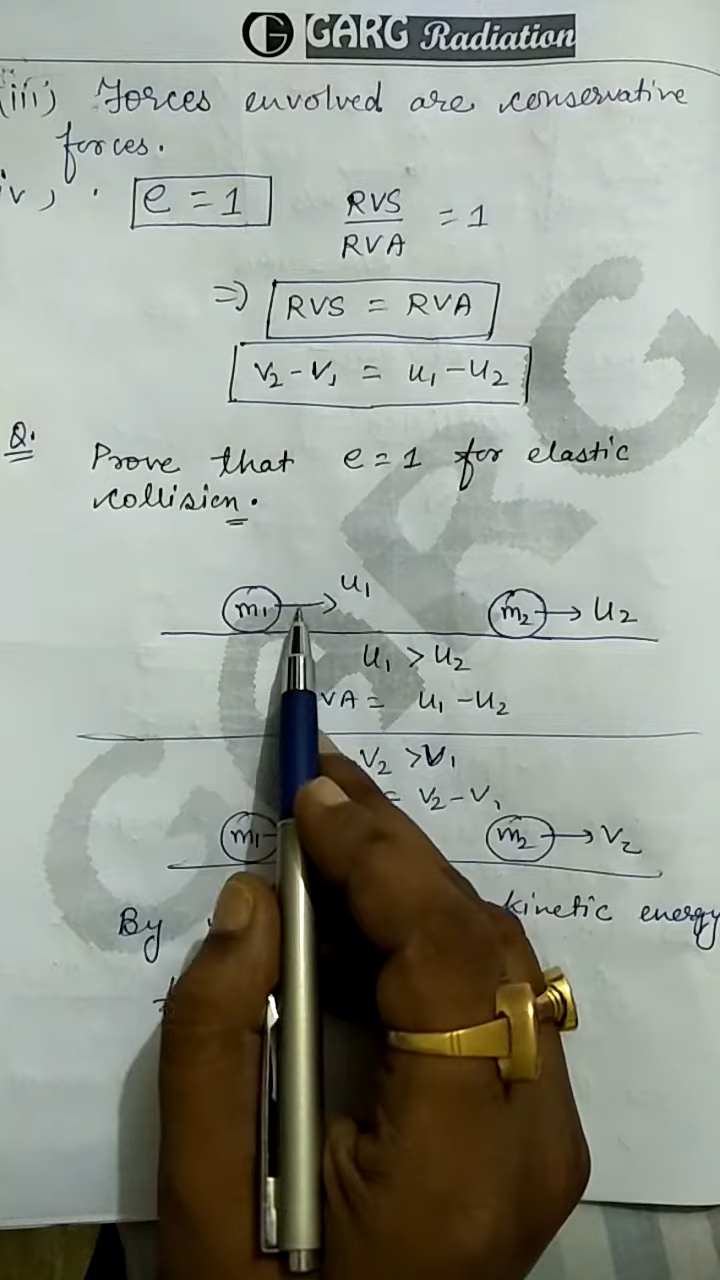 G GARG Radiation
(iii) Forces envolved are conservative
forces.
iv) . e = 1 RVS / RVA = 1
=) RVS = RVA
V2 - V1 = u1 - u2
Q. Prove that e = 1 for elastic
collision.
m1 → u1 m2 → u2
u1 > u2
VA = u1 - u2
V2 > V1
= V2 - V1
m1 m2 → V2
By kinetic energy
GARG